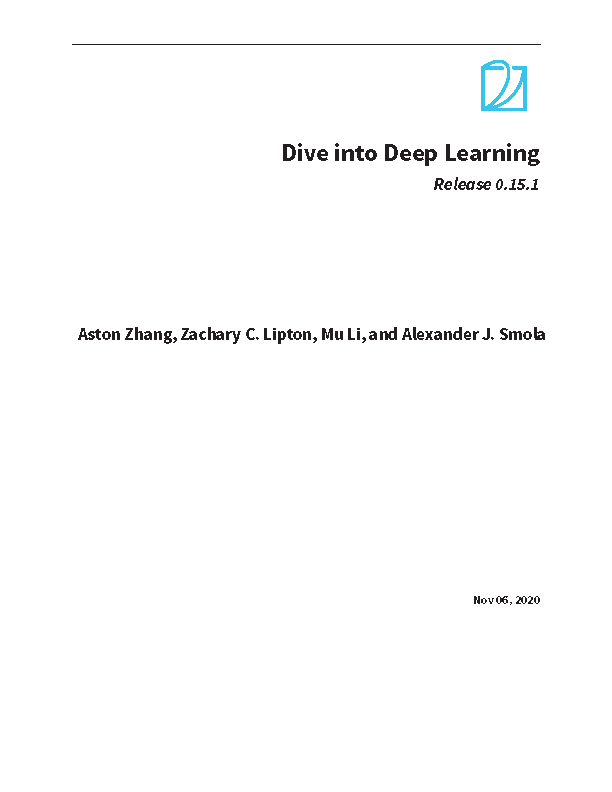 Dive into Deep Learning
Release 0.15.1
Aston Zhang, Zachary C. Lipton, Mu Li, and Alexander J. Smola
Nov 06, 2020